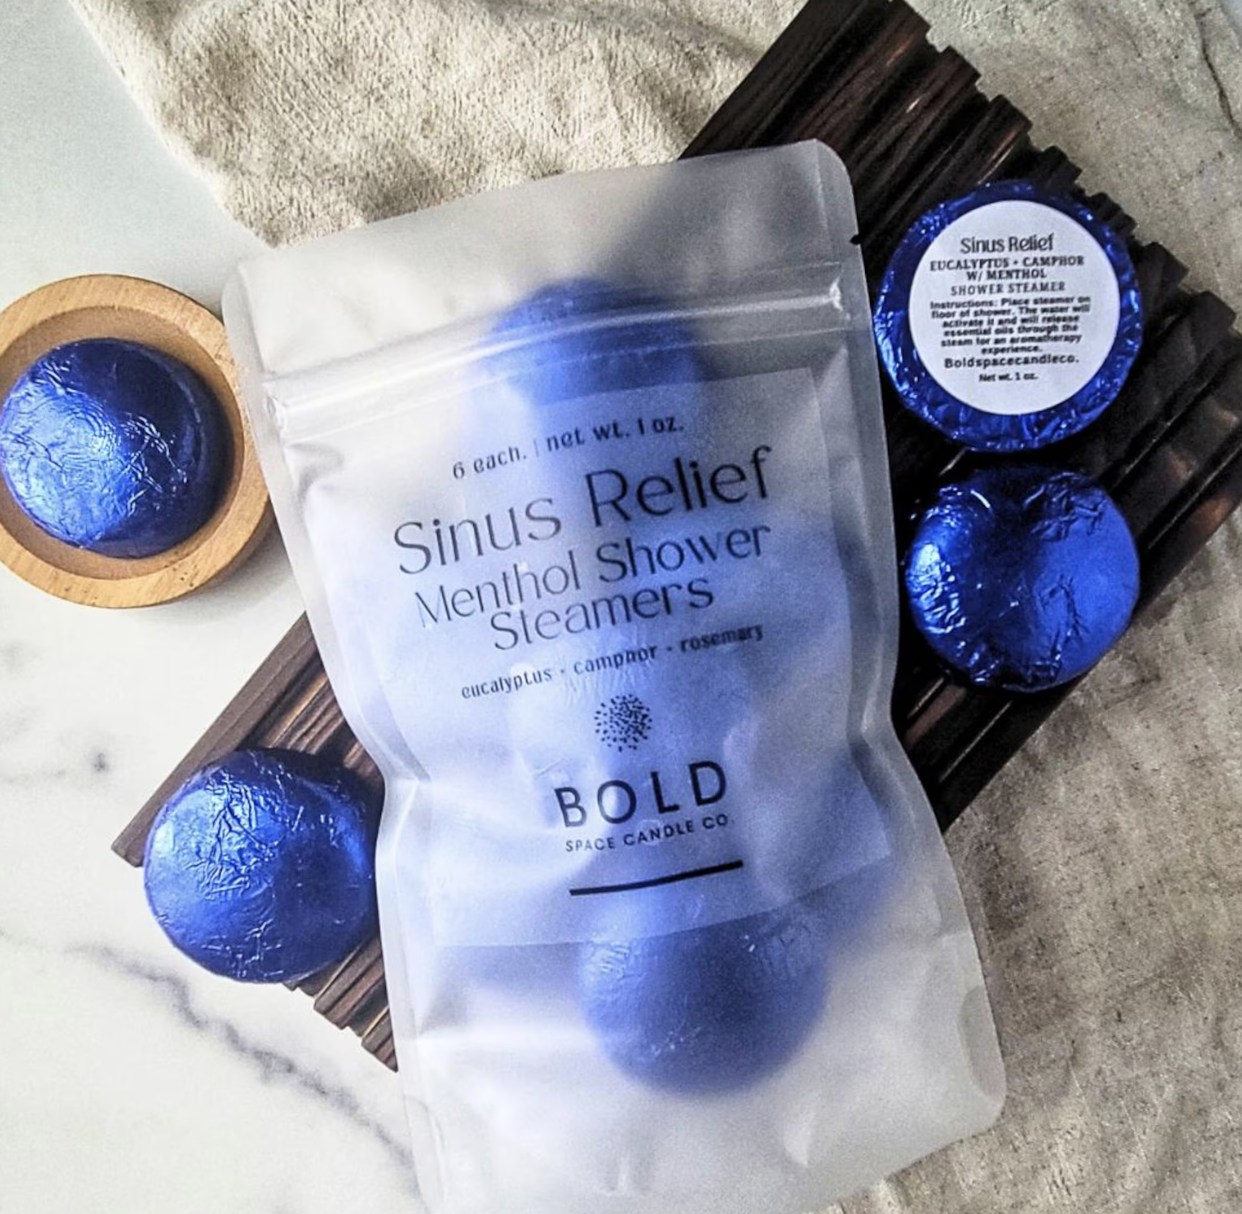 6 each. | net wt. 1 oz.
Sinus Relief
Menthol Shower
Steamers
eucalyptus • camphor • rosemary
BOLD
SPACE CANDLE CO.
Sinus Relief
EUCALYPTUS + CAMPHOR
W/ MENTHOL
SHOWER STEAMER
Instructions: Place steamer on
floor of shower. The water will
activate it and will release
essential oils through the
steam for an aromatherapy
experience.
Boldspacecandleco.
Net wt. 1 oz.